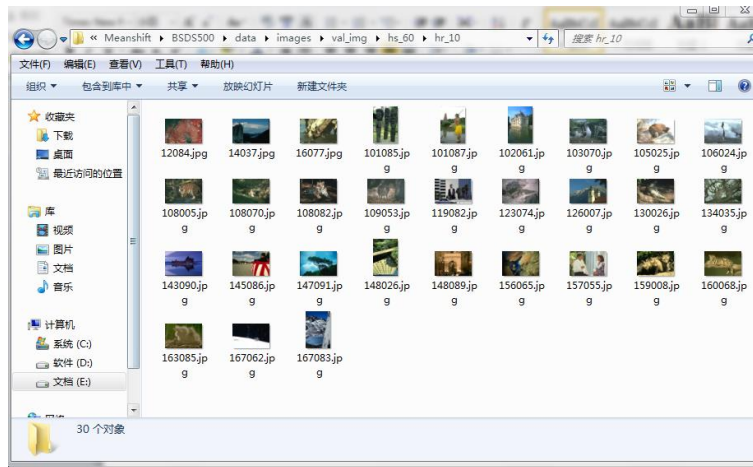 « Meanshift ▸ BSDS500 ▸ data ▸ images ▸ val_img ▸ hs_60 ▸ hr_10
搜索 hr_10
文件(F) 编辑(E) 查看(V) 工具(T) 帮助(H)
组织 包含到库中 共享 放映幻灯片 新建文件夹
收藏夹
下载
桌面
最近访问的位置
库
视频
图片
文档
音乐
计算机
系统 (C:)
软件 (D:)
文档 (E:)
12084.jpg 14037.jpg 16077.jpg 101085.jp 101087.jp 102061.jp 103070.jp 105025.jp 106024.jp
g g g g g g
108005.jp 108070.jp 108082.jp 109053.jp 119082.jp 123074.jp 126007.jp 130026.jp 134035.jp
g g g g g g g g g
143090.jp 145086.jp 147091.jp 148026.jp 148089.jp 156065.jp 157055.jp 159008.jp 160068.jp
g g g g g g g g g
163085.jp 167062.jp 167083.jp
g g g
30 个对象